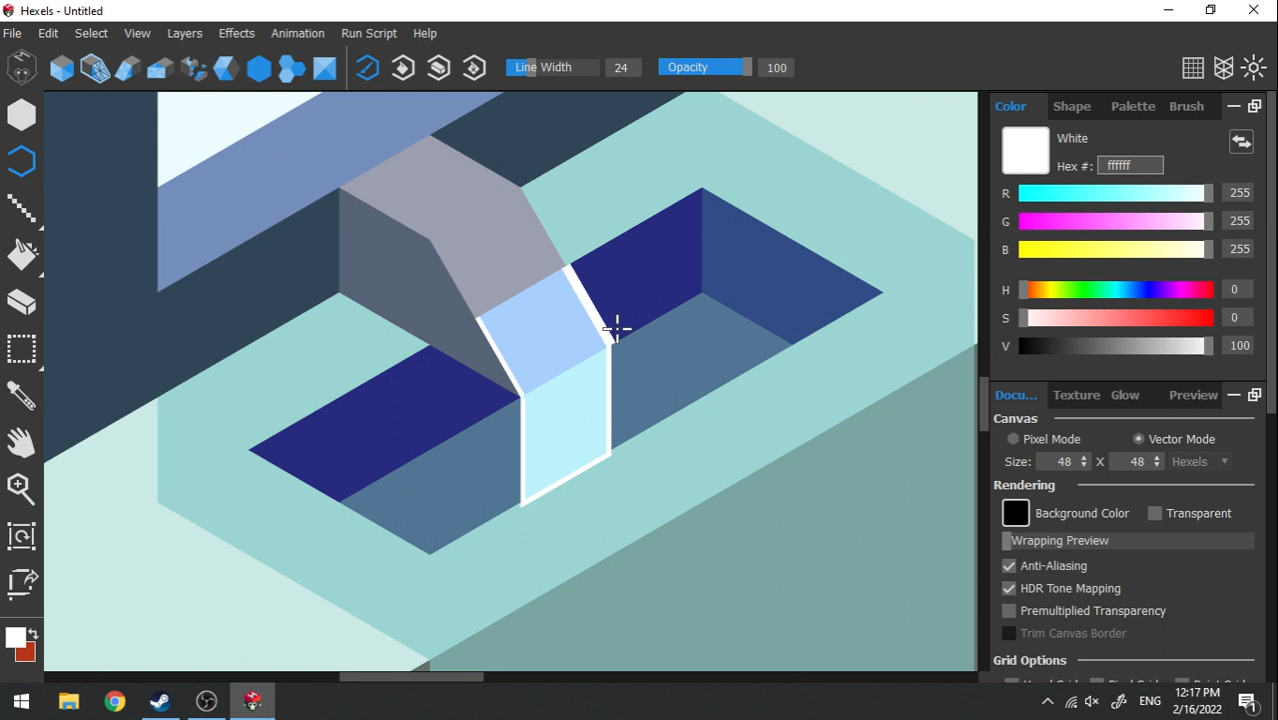 Hexels - Untitled
File Edit Select View Layers Effects Animation Run Script Help
Line Width 24 Opacity 100
Color Shape Palette Brush
White
Hex #: ffffff
R 255
G 255
B 255
H 0
S 0
V 100
Docu... Texture Glow Preview
Canvas
Pixel Mode Vector Mode
Size: 48 X 48 Hexels
Rendering
Background Color Transparent
Wrapping Preview
Anti-Aliasing
HDR Tone Mapping
Premultiplied Transparency
Trim Canvas Border
Grid Options
ENG
12:17 PM
2/16/2022
1